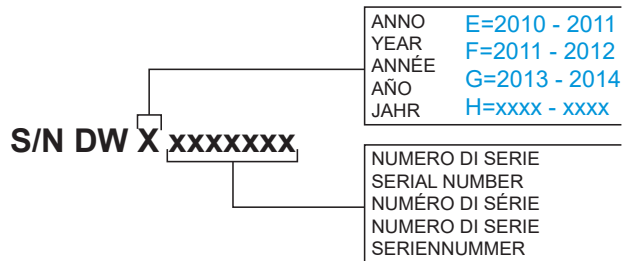 ANNO
YEAR
ANNÉE
AÑO
JAHR
E=2010 - 2011
F=2011 - 2012
G=2013 - 2014
H=xxxx - xxxx
S/N DW X xxxxxxx
NUMERO DI SERIE
SERIAL NUMBER
NUMÉRO DI SÉRIE
NUMERO DI SERIE
SERIENNUMMER